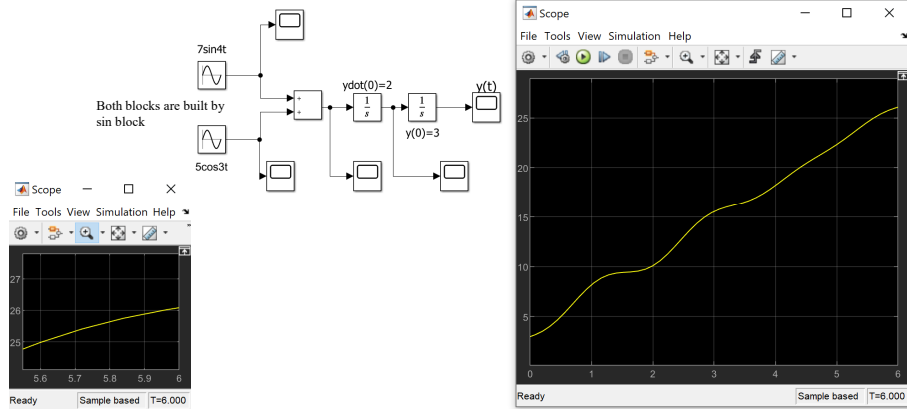 7sin4t
Both blocks are built by
sin block
5cos3t
+
+
ydot(0)=2
1
s
1
s
y(0)=3
y(t)
Scope
File Tools View Simulation Help
27
26
25
5.6 5.7 5.8 5.9 6
Ready Sample based T=6.000
Scope
File Tools View Simulation Help
25
20
15
10
5
0 1 2 3 4 5 6
Ready Sample based T=6.000